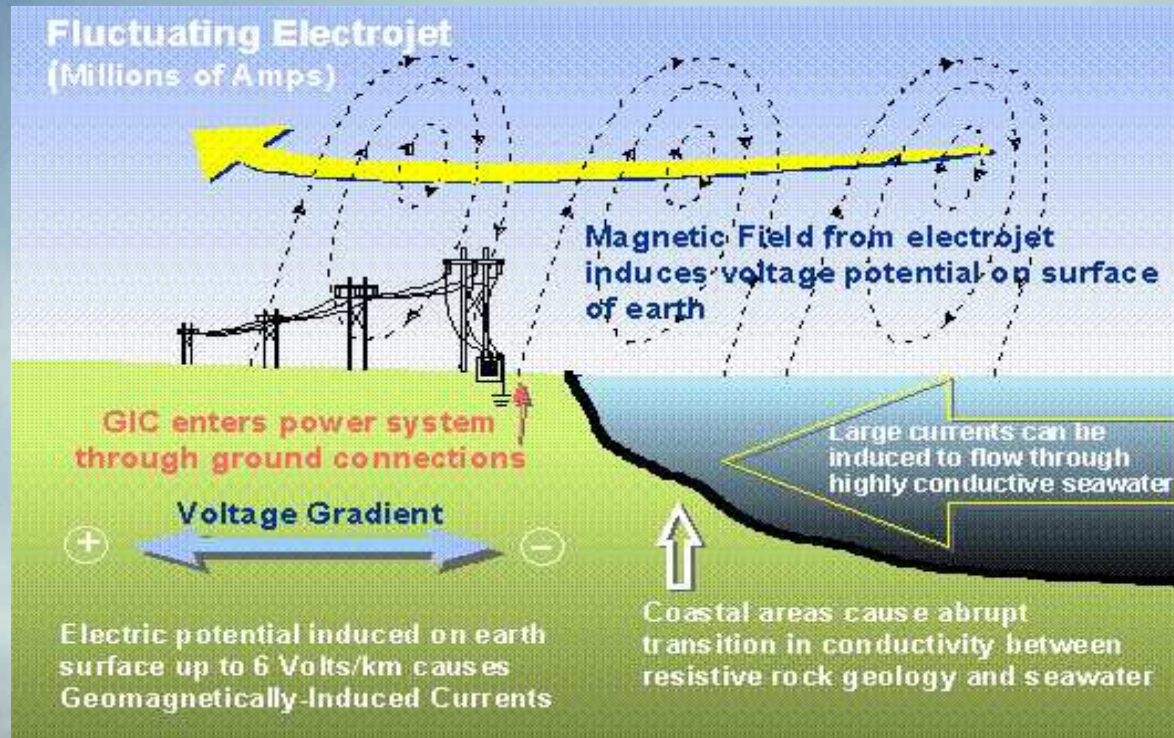 Fluctuating Electrojet
(Millions of Amps)
Magnetic Field from electrojet
induces voltage potential on surface
of earth
GIC enters power system
through ground connections
Large currents can be
induced to flow through
highly conductive seawater
Voltage Gradient
+
−
Electric potential induced on earth
surface up to 6 Volts/km causes
Geomagnetically-Induced Currents
Coastal areas cause abrupt
transition in conductivity between
resistive rock geology and seawater